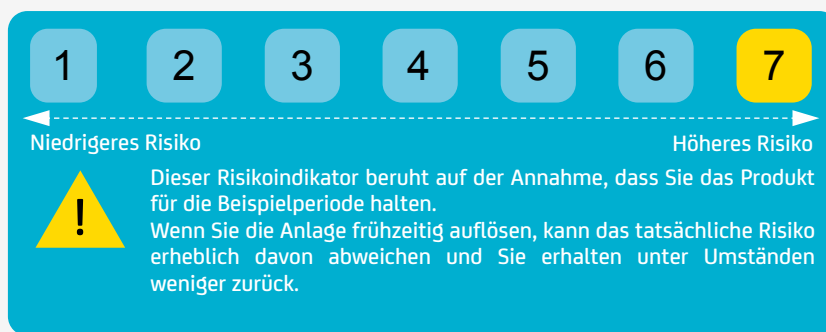 1 2 3 4 5 6 7
Niedrigeres Risiko Höheres Risiko
Dieser Risikoindikator beruht auf der Annahme, dass Sie das Produkt
für die Beispielperiode halten.
Wenn Sie die Anlage frühzeitig auflösen, kann das tatsächliche Risiko
erheblich davon abweichen und Sie erhalten unter Umständen
weniger zurück.
!